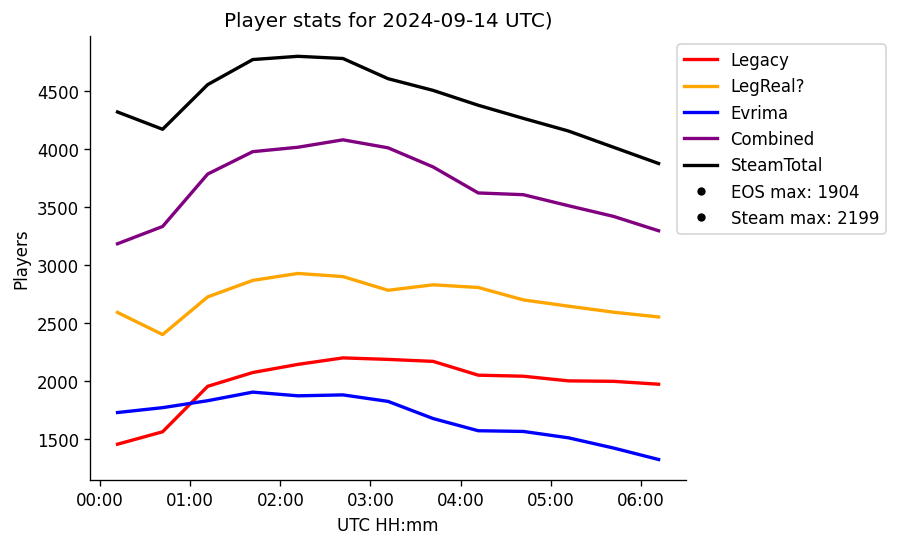 Player stats for 2024-09-14 UTC)
Legacy
LegReal?
Evrima
Combined
SteamTotal
EOS max: 1904
Steam max: 2199
Players
4500
4000
3500
3000
2500
2000
1500
00:00 01:00 02:00 03:00 04:00 05:00 06:00
UTC HH:mm